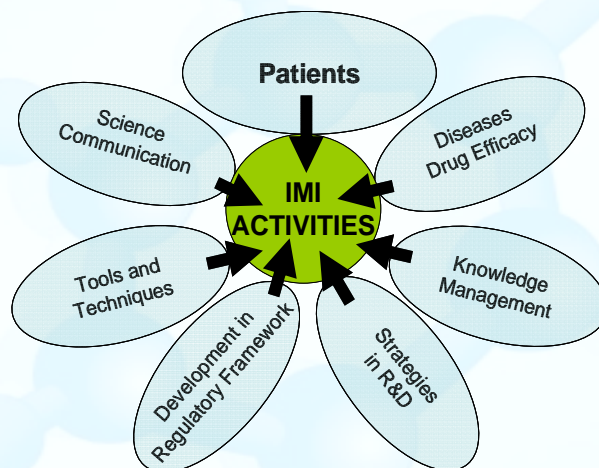 Patients
Science
Communication
Diseases
Drug Efficacy
IMI
ACTIVITIES
Tools and
Techniques
Knowledge
Management
Development in
Regulatory Framework
Strategies
in R&D